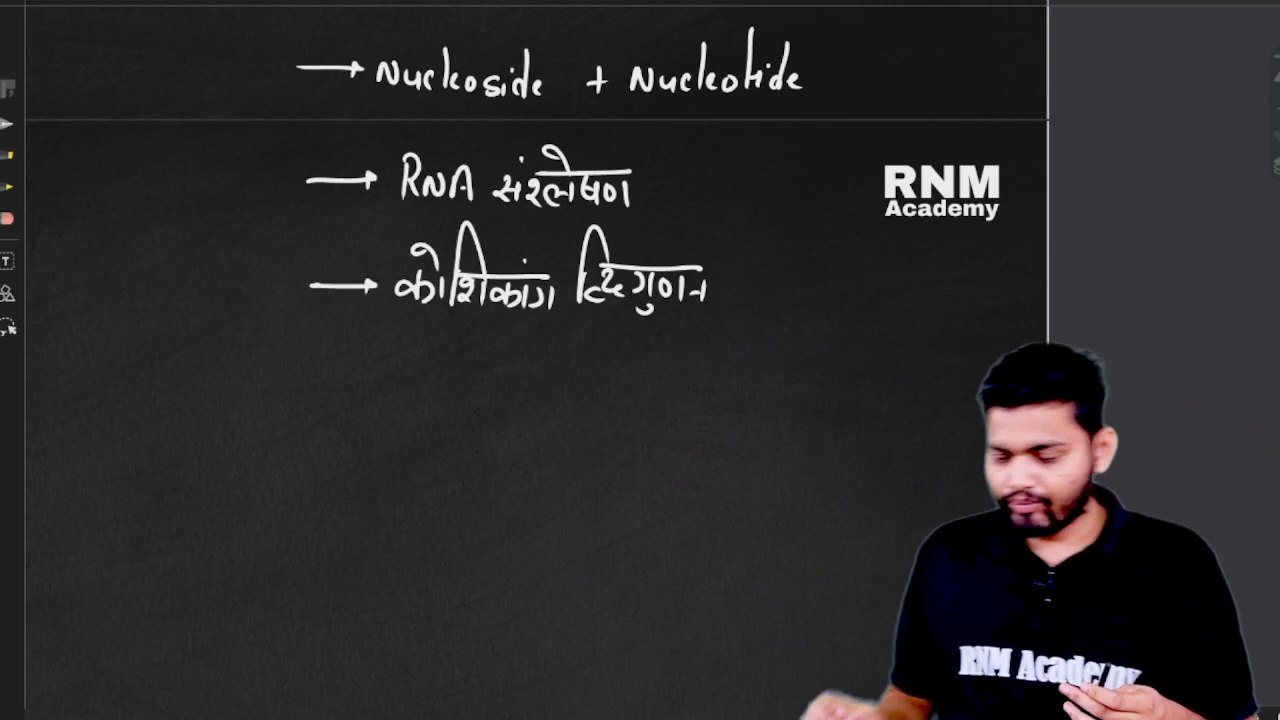 → Nucleoside + Nucleotide
→ RNA संश्लेषण
RNM
Academy
→ कोशिकांग द्विगुणन
T
RNM Academy